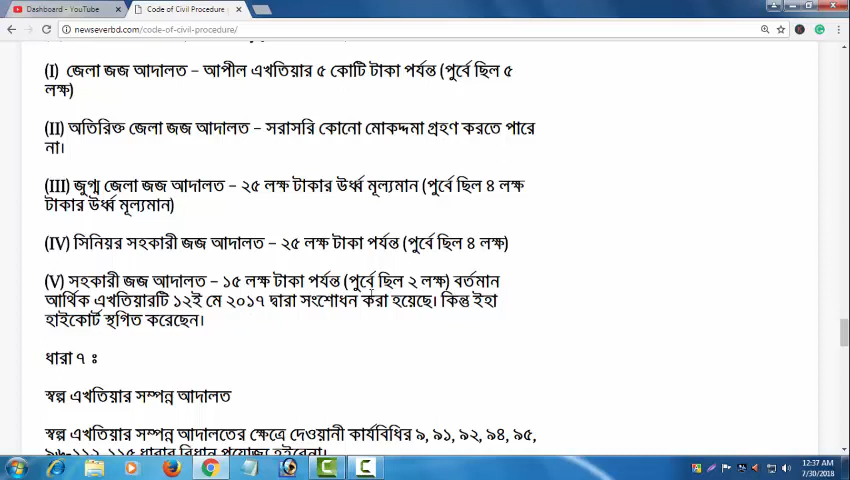 Dashboard - YouTube
Code of Civil Procedure
newseverbd.com/code-of-civil-procedure/
(I) জেলা জজ আদালত – আপীল এখতিয়ার ৫ কোটি টাকা পর্যন্ত (পুর্বে ছিল ৫
লক্ষ)
(II) অতিরিক্ত জেলা জজ আদালত – সরাসরি কোনো মোকদ্দমা গ্রহণ করতে পারে
না।
(III) জুগ্ম জেলা জজ আদালত – ২৫ লক্ষ টাকার উর্ধ্ব মূল্যমান (পুর্বে ছিল ৪ লক্ষ
টাকার উর্ধ্ব মূল্যমান)
(IV) সিনিয়র সহকারী জজ আদালত – ২৫ লক্ষ টাকা পর্যন্ত (পুর্বে ছিল ৪ লক্ষ)
(V) সহকারী জজ আদালত – ১৫ লক্ষ টাকা পর্যন্ত (পুর্বে ছিল ২ লক্ষ) বর্তমান
আর্থিক এখতিয়ারটি ১২ই মে ২০১৭ দ্বারা সংশোধন করা হয়েছে। কিন্তু ইহা
হাইকোর্ট স্থগিত করেছেন।
ধারা ৭ ঃ
স্বল্প এখতিয়ার সম্পন্ন আদালত
স্বল্প এখতিয়ার সম্পন্ন আদালতের ক্ষেত্রে দেওয়ানী কার্যবিধির ৯, ৯১, ৯২, ৯৪, ৯৫,
৯৬-১১২, ১১৫ ধারার বিধান প্রযোজ্য হইবেনা।
12:37 AM
7/30/2018